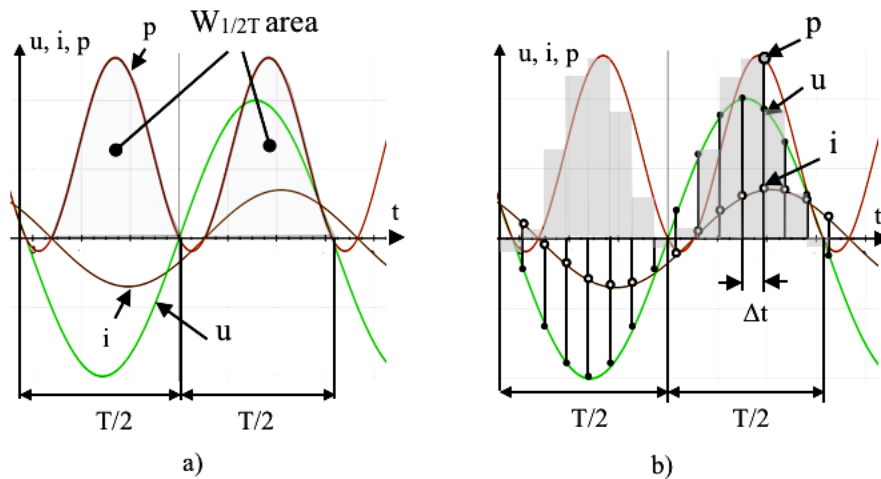 W1/2T area
u, i, p
p
t
i
u
T/2
T/2
a)
u, i, p
p
u
i
t
Δt
T/2
T/2
b)